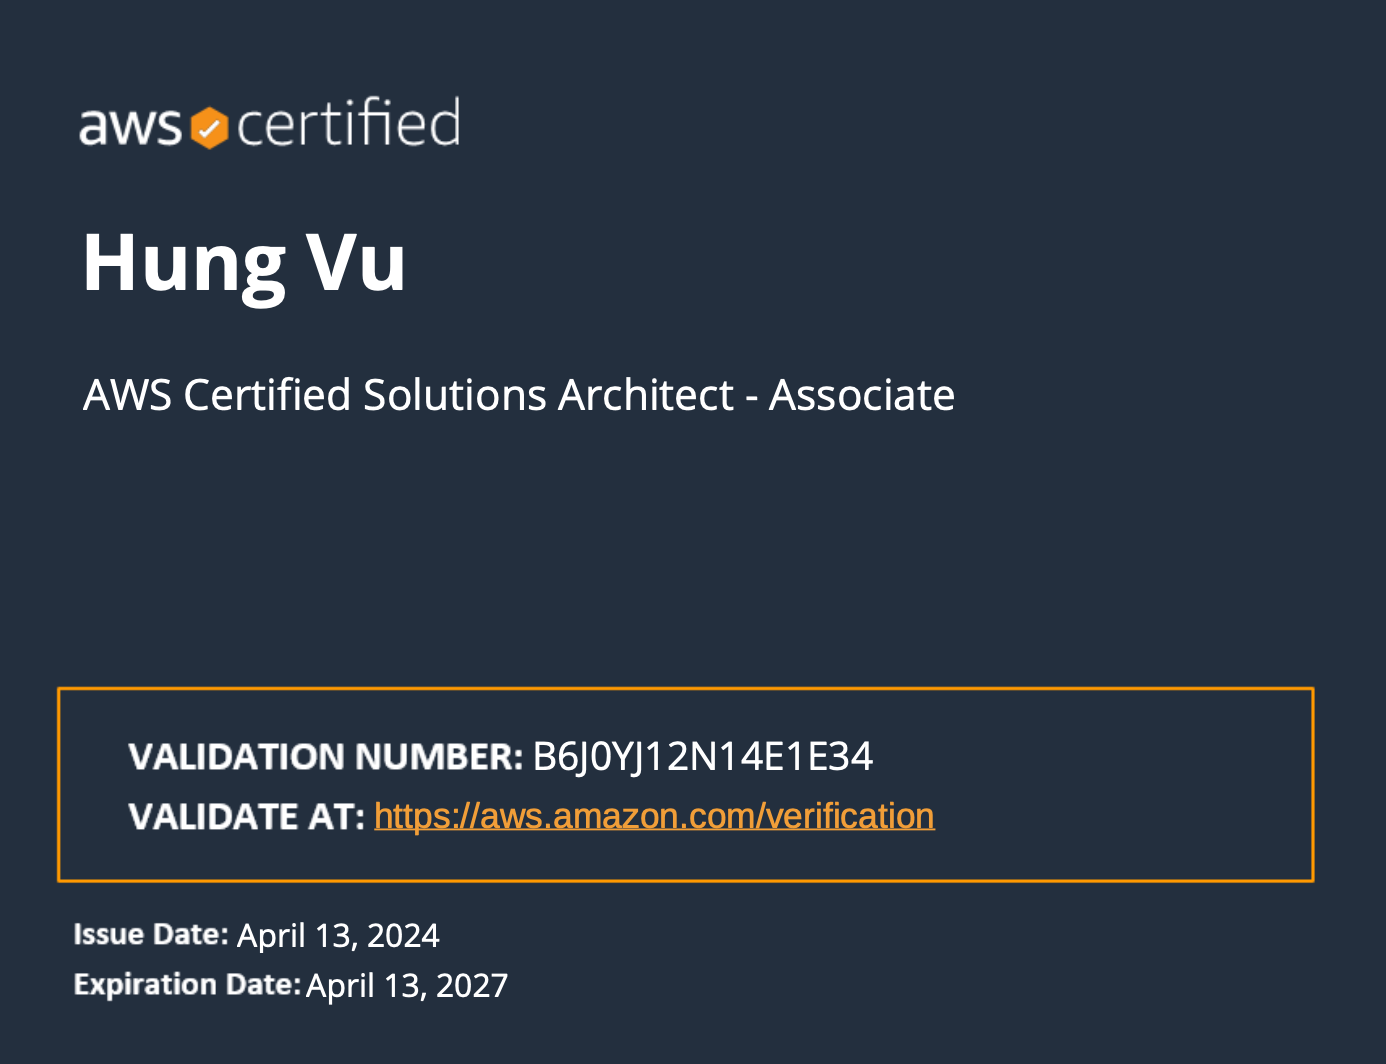 aws certified
Hung Vu
AWS Certified Solutions Architect - Associate
VALIDATION NUMBER: B6J0YJ12N14E1E34
VALIDATE AT: https://aws.amazon.com/verification
Issue Date: April 13, 2024
Expiration Date: April 13, 2027